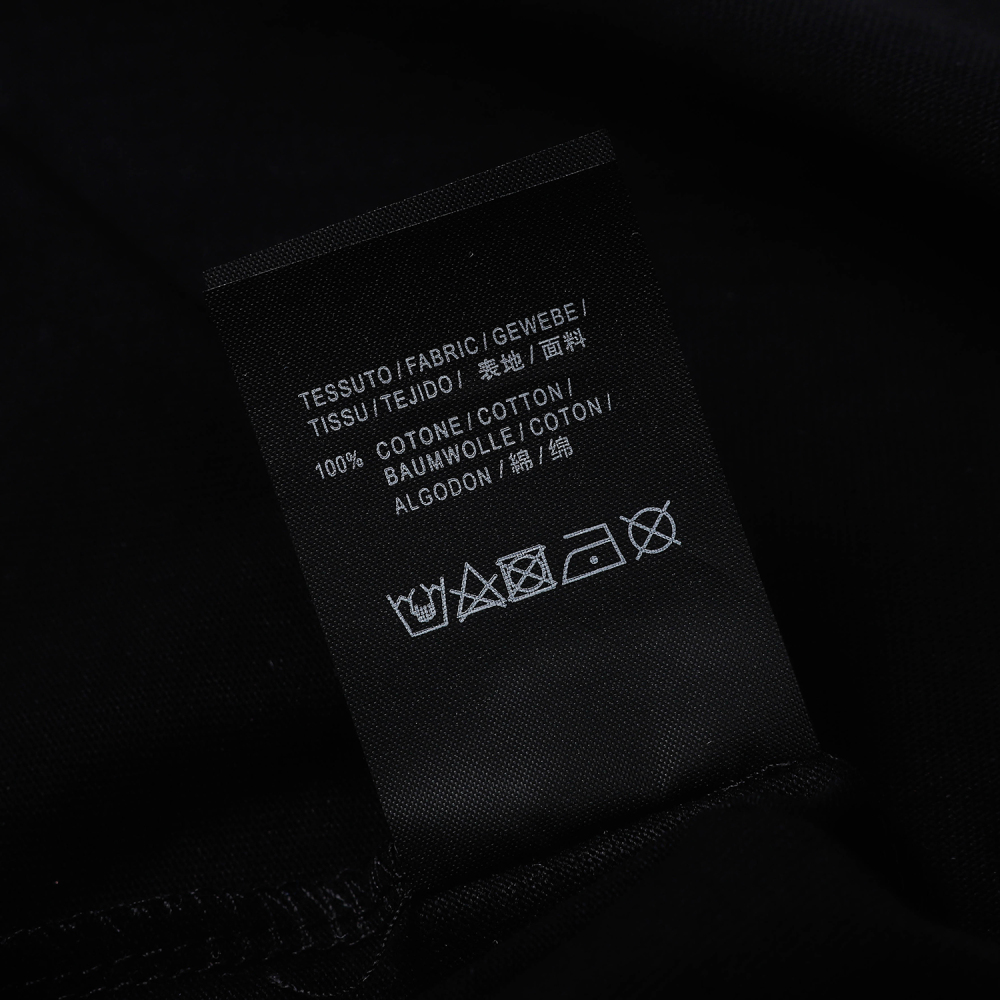 TESSUTO / FABRIC / GEWEBE /
TISSU / TEJIDO / 表地 / 面料
100% COTONE / COTTON /
BAUMWOLLE / COTON /
ALGODON / 綿 / 绵